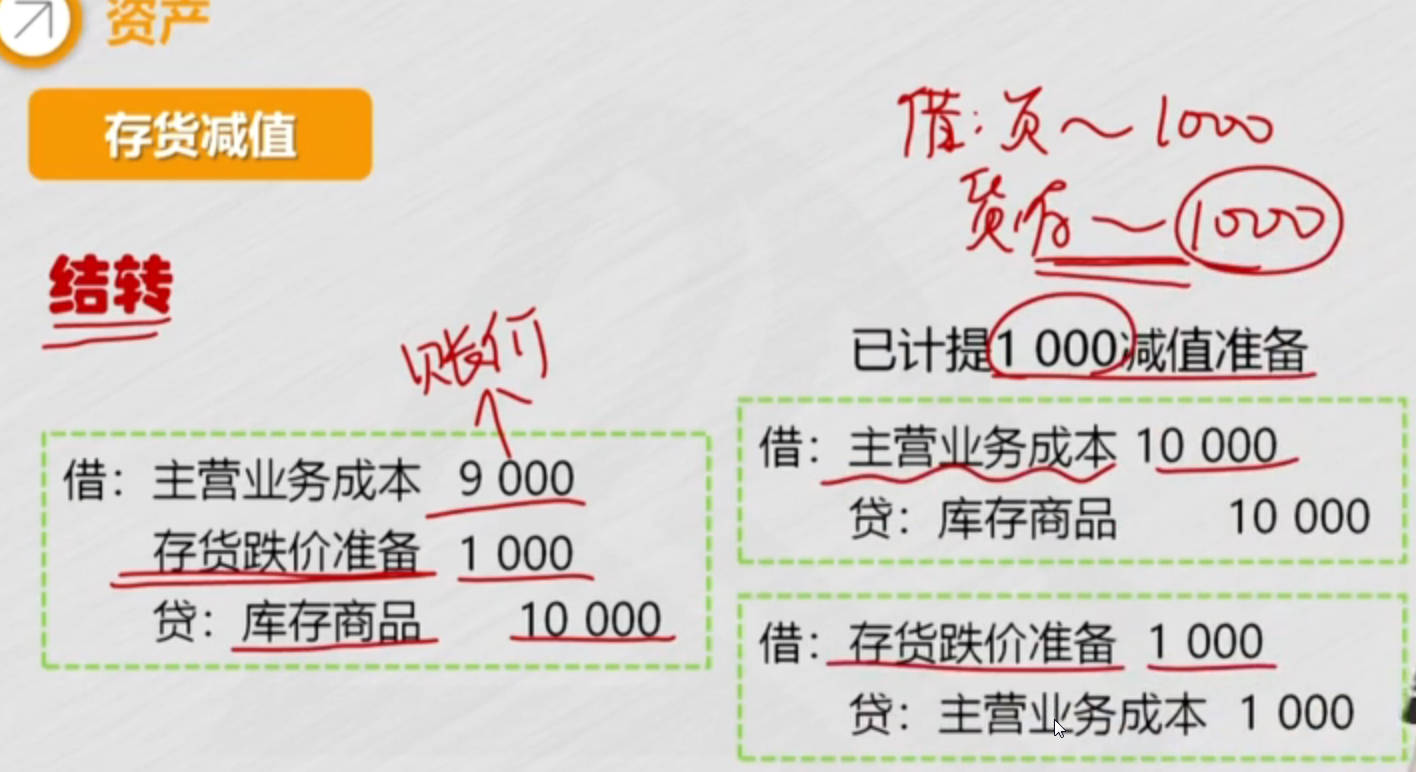 资产
存货减值
借：资～1000
贷：存～1000
结转
账价
已计提1 000减值准备
借：主营业务成本 9 000
存货跌价准备 1 000
贷：库存商品 10 000
借：主营业务成本 10 000
贷：库存商品 10 000
借：存货跌价准备 1 000
贷：主营业务成本 1 000